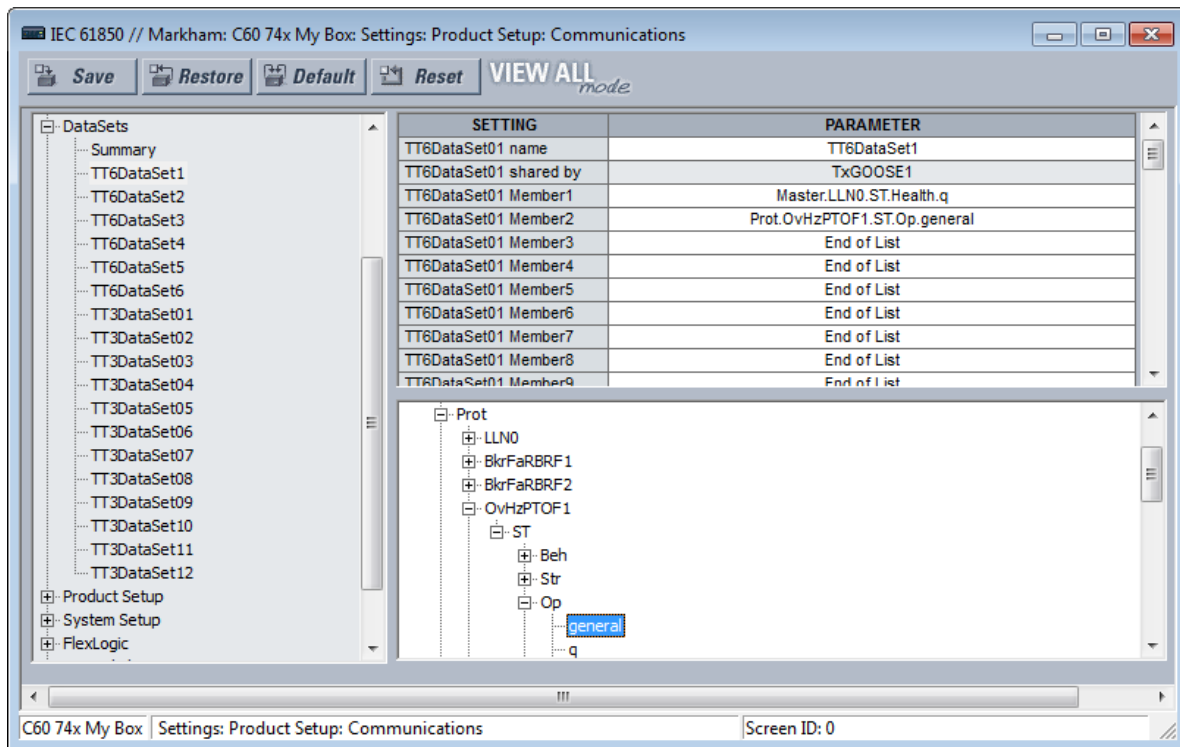 IEC 61850 // Markham: C60 74x My Box: Settings: Product Setup: Communications
Save Restore Default Reset VIEW ALL mode
DataSets
Summary
TT6DataSet1
TT6DataSet2
TT6DataSet3
TT6DataSet4
TT6DataSet5
TT6DataSet6
TT3DataSet01
TT3DataSet02
TT3DataSet03
TT3DataSet04
TT3DataSet05
TT3DataSet06
TT3DataSet07
TT3DataSet08
TT3DataSet09
TT3DataSet10
TT3DataSet11
TT3DataSet12
Product Setup
System Setup
FlexLogic
SETTING PARAMETER
TT6DataSet01 name TT6DataSet1
TT6DataSet01 shared by TxGOOSE1
TT6DataSet01 Member1 Master.LLN0.ST.Health.q
TT6DataSet01 Member2 Prot.OvHzPTOF1.ST.Op.general
TT6DataSet01 Member3 End of List
TT6DataSet01 Member4 End of List
TT6DataSet01 Member5 End of List
TT6DataSet01 Member6 End of List
TT6DataSet01 Member7 End of List
TT6DataSet01 Member8 End of List
TT6DataSet01 Member9 End of List
Prot
LLN0
BkrFaRBRF1
BkrFaRBRF2
OvHzPTOF1
ST
Beh
Str
Op
general
q
C60 74x My Box Settings: Product Setup: Communications Screen ID: 0